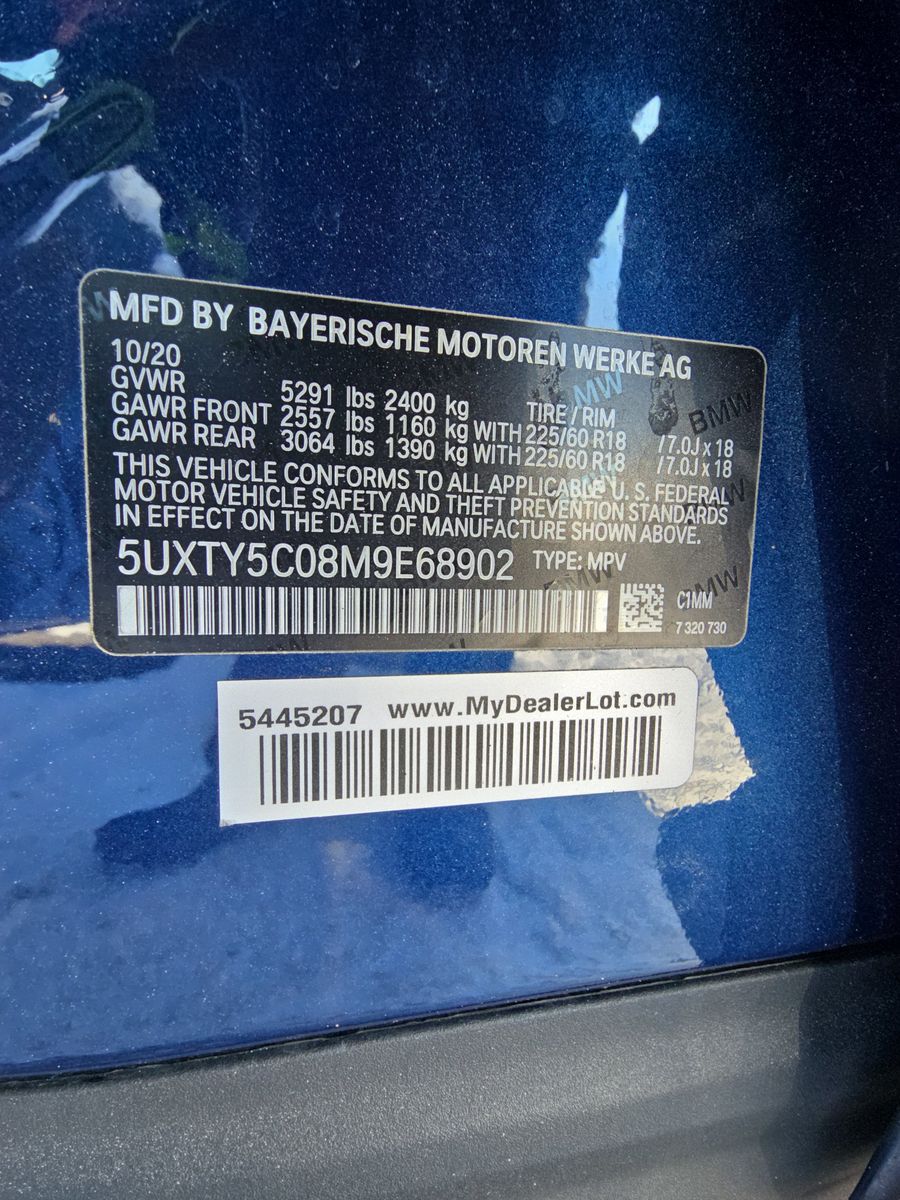 MFD BY BAYERISCHE MOTOREN WERKE AG
10/20
GVWR 5291 lbs 2400 kg TIRE / RIM
GAWR FRONT 2557 lbs 1160 kg WITH 225/60 R18 /7.0J x 18
GAWR REAR 3064 lbs 1390 kg WITH 225/60 R18 /7.0J x 18
THIS VEHICLE CONFORMS TO ALL APPLICABLE U. S. FEDERAL
MOTOR VEHICLE SAFETY AND THEFT PREVENTION STANDARDS
IN EFFECT ON THE DATE OF MANUFACTURE SHOWN ABOVE.
5UXTY5C08M9E68902 TYPE: MPV
C1MM
7 320 730
BMW
BMW
BMW
5445207 www.MyDealerLot.com